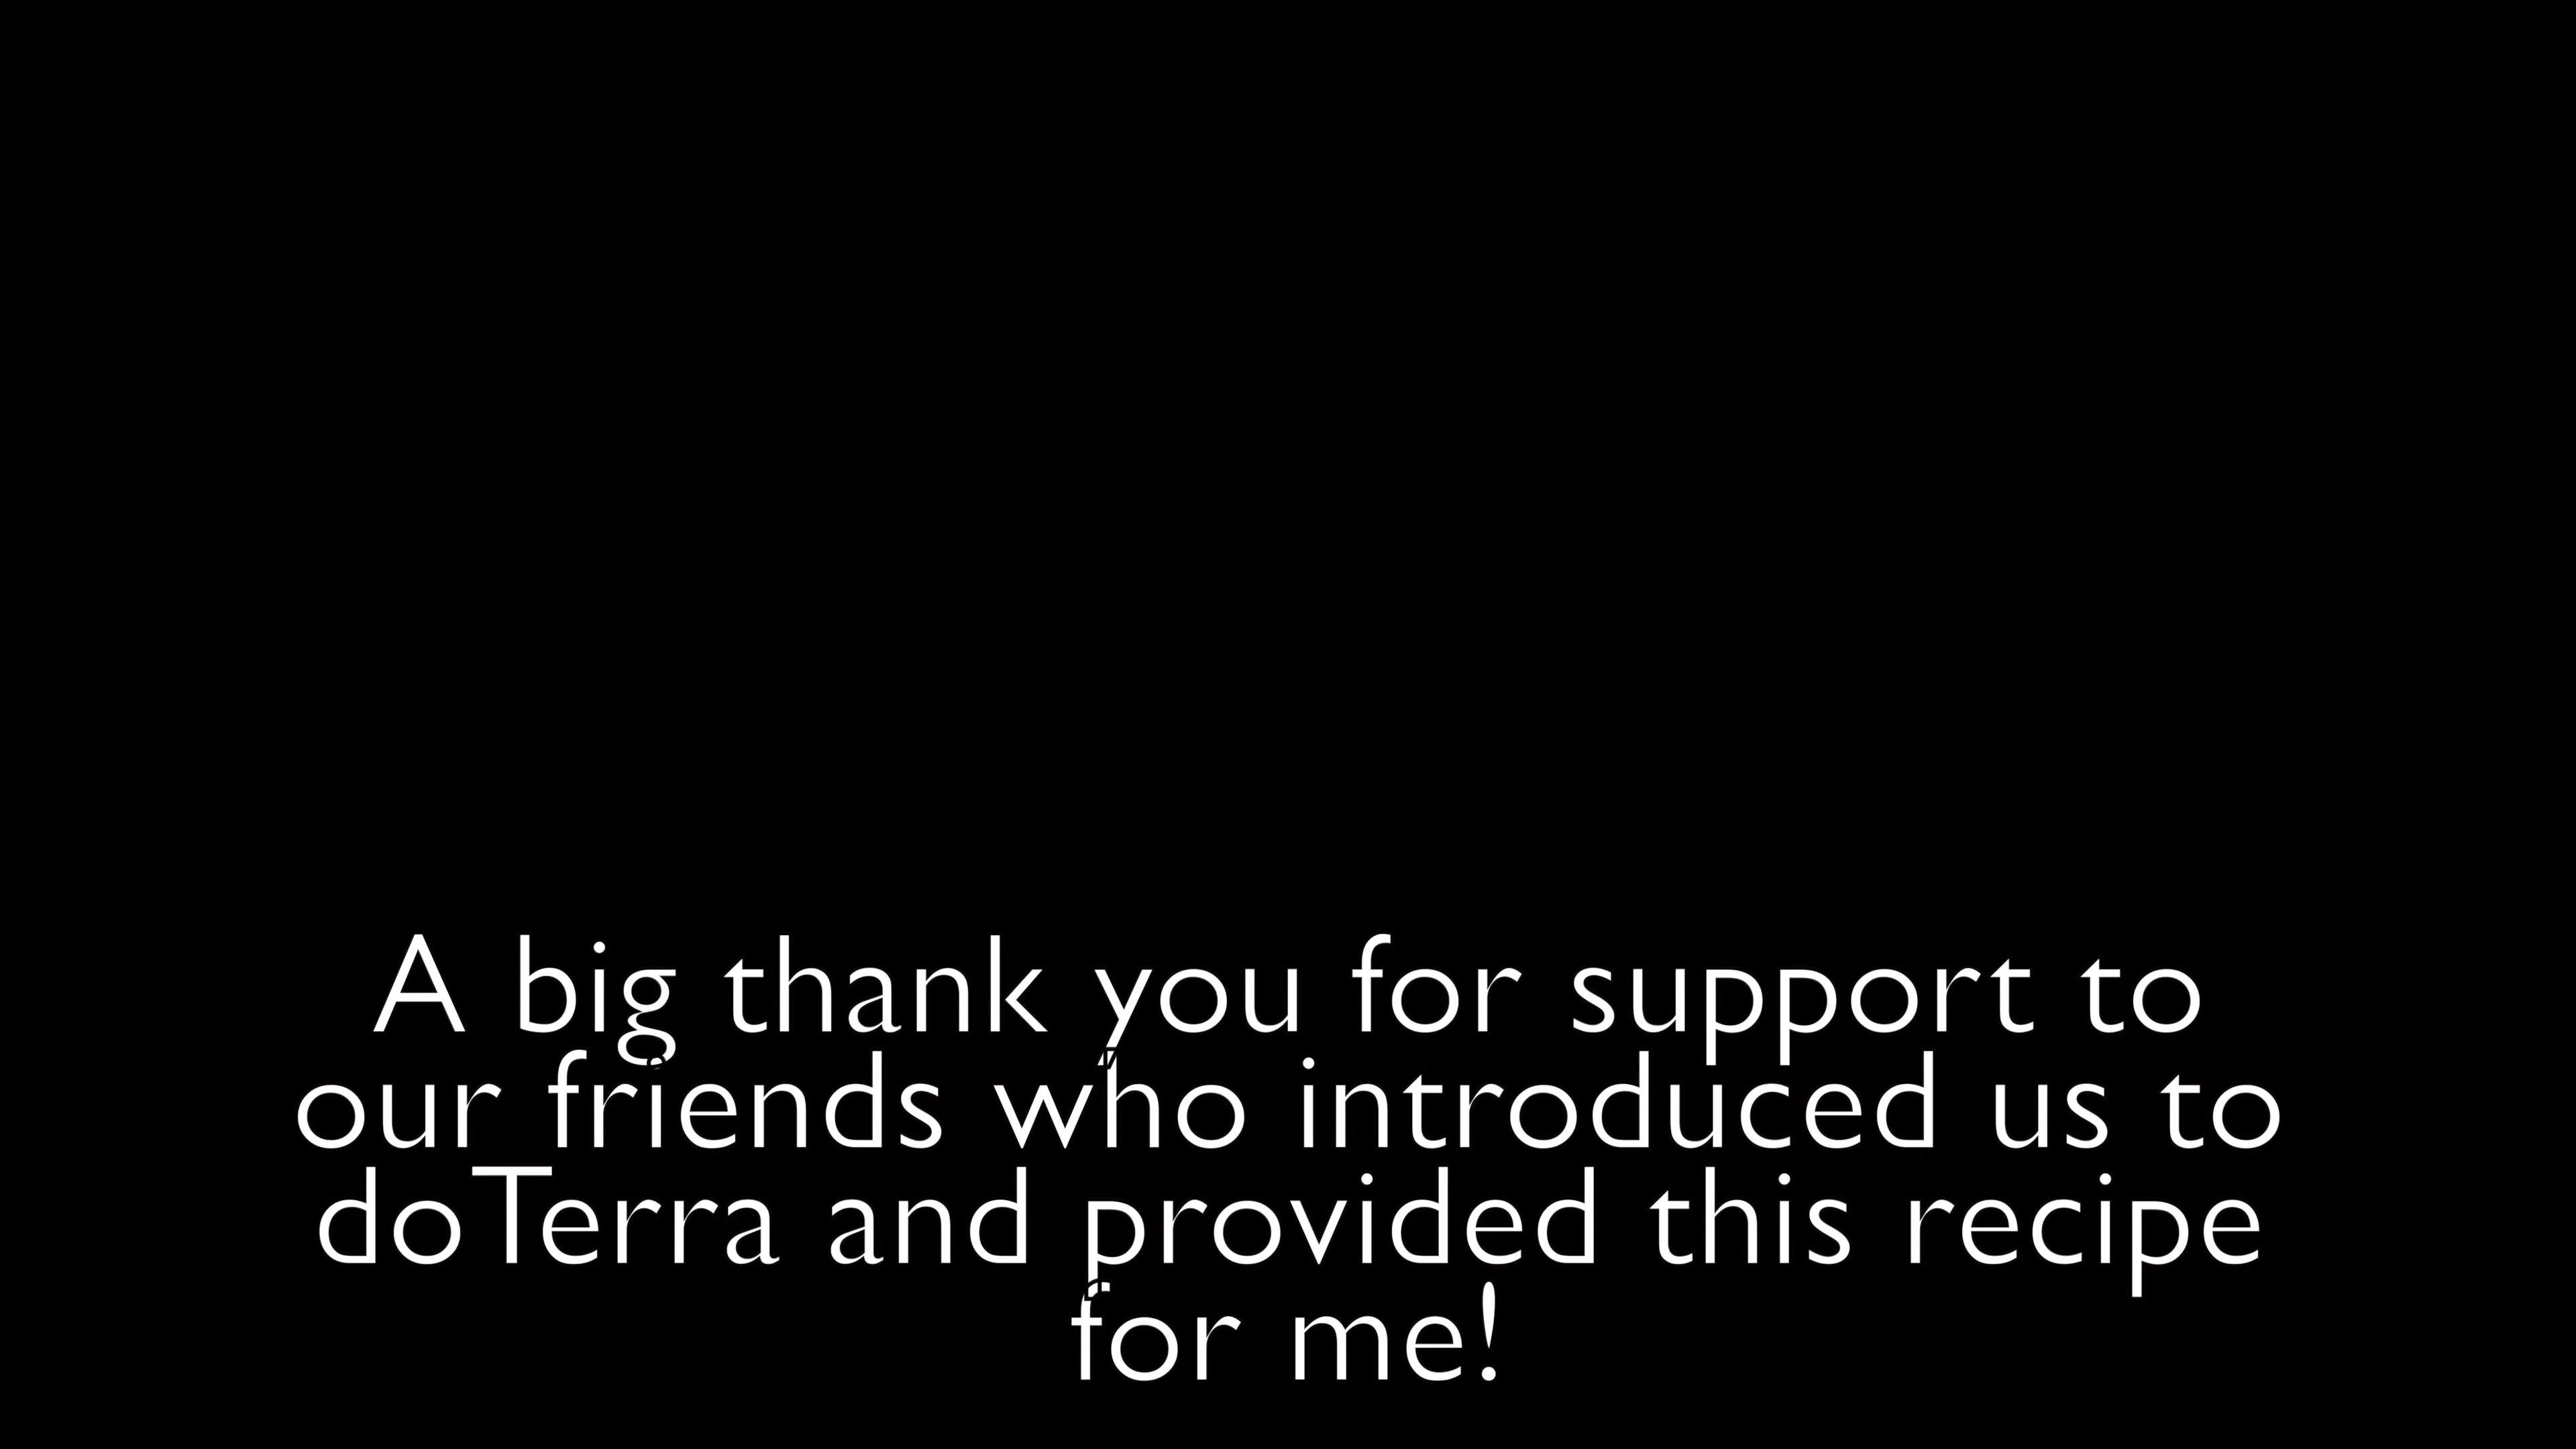 A big thank you for support to
our friends who introduced us to
doTerra and provided this recipe
for me!